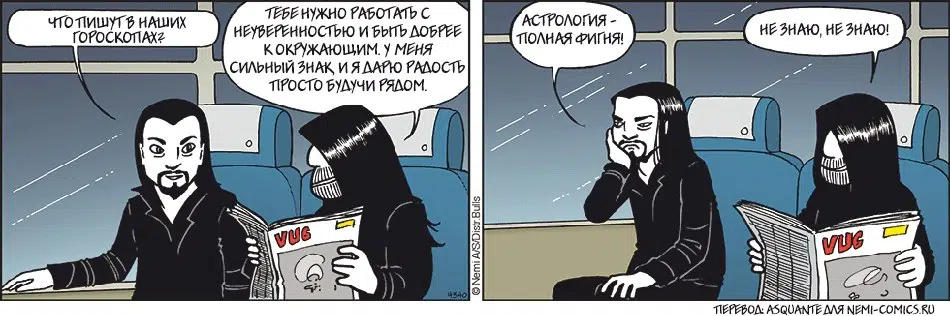 ЧТО ПИШУТ В НАШИХ
ГОРОСКОПАХ?
ТЕБЕ НУЖНО РАБОТАТЬ С
НЕУВЕРЕННОСТЬЮ И БЫТЬ ДОБРЕЕ
К ОКРУЖАЮЩИМ. У МЕНЯ
СИЛЬНЫЙ ЗНАК, И Я ДАРЮ РАДОСТЬ
ПРОСТО БУДУЧИ РЯДОМ.
VUG
4340
© Nemi A/S/Distr.Bulls
АСТРОЛОГИЯ -
ПОЛНАЯ ФИГНЯ!
НЕ ЗНАЮ, НЕ ЗНАЮ!
VUG
ПЕРЕВОД: ASQUANTE ДЛЯ NEMI-COMICS.RU